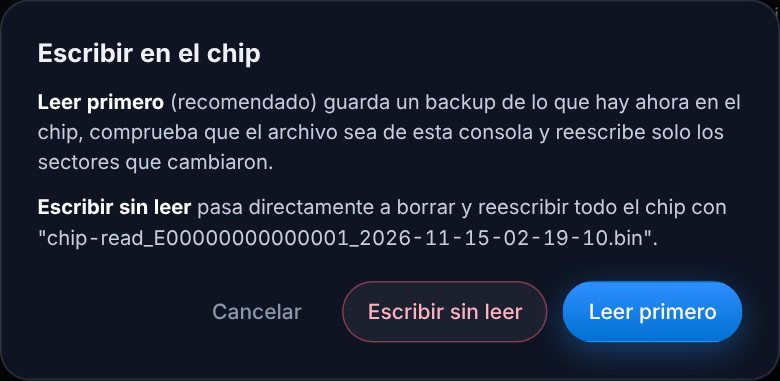 Escribir en el chip
Leer primero (recomendado) guarda un backup de lo que hay ahora en el
chip, comprueba que el archivo sea de esta consola y reescribe solo los
sectores que cambiaron.
Escribir sin leer pasa directamente a borrar y reescribir todo el chip con
"chip-read_E00000000000001_2026-11-15-02-19-10.bin".
Cancelar
Escribir sin leer
Leer primero